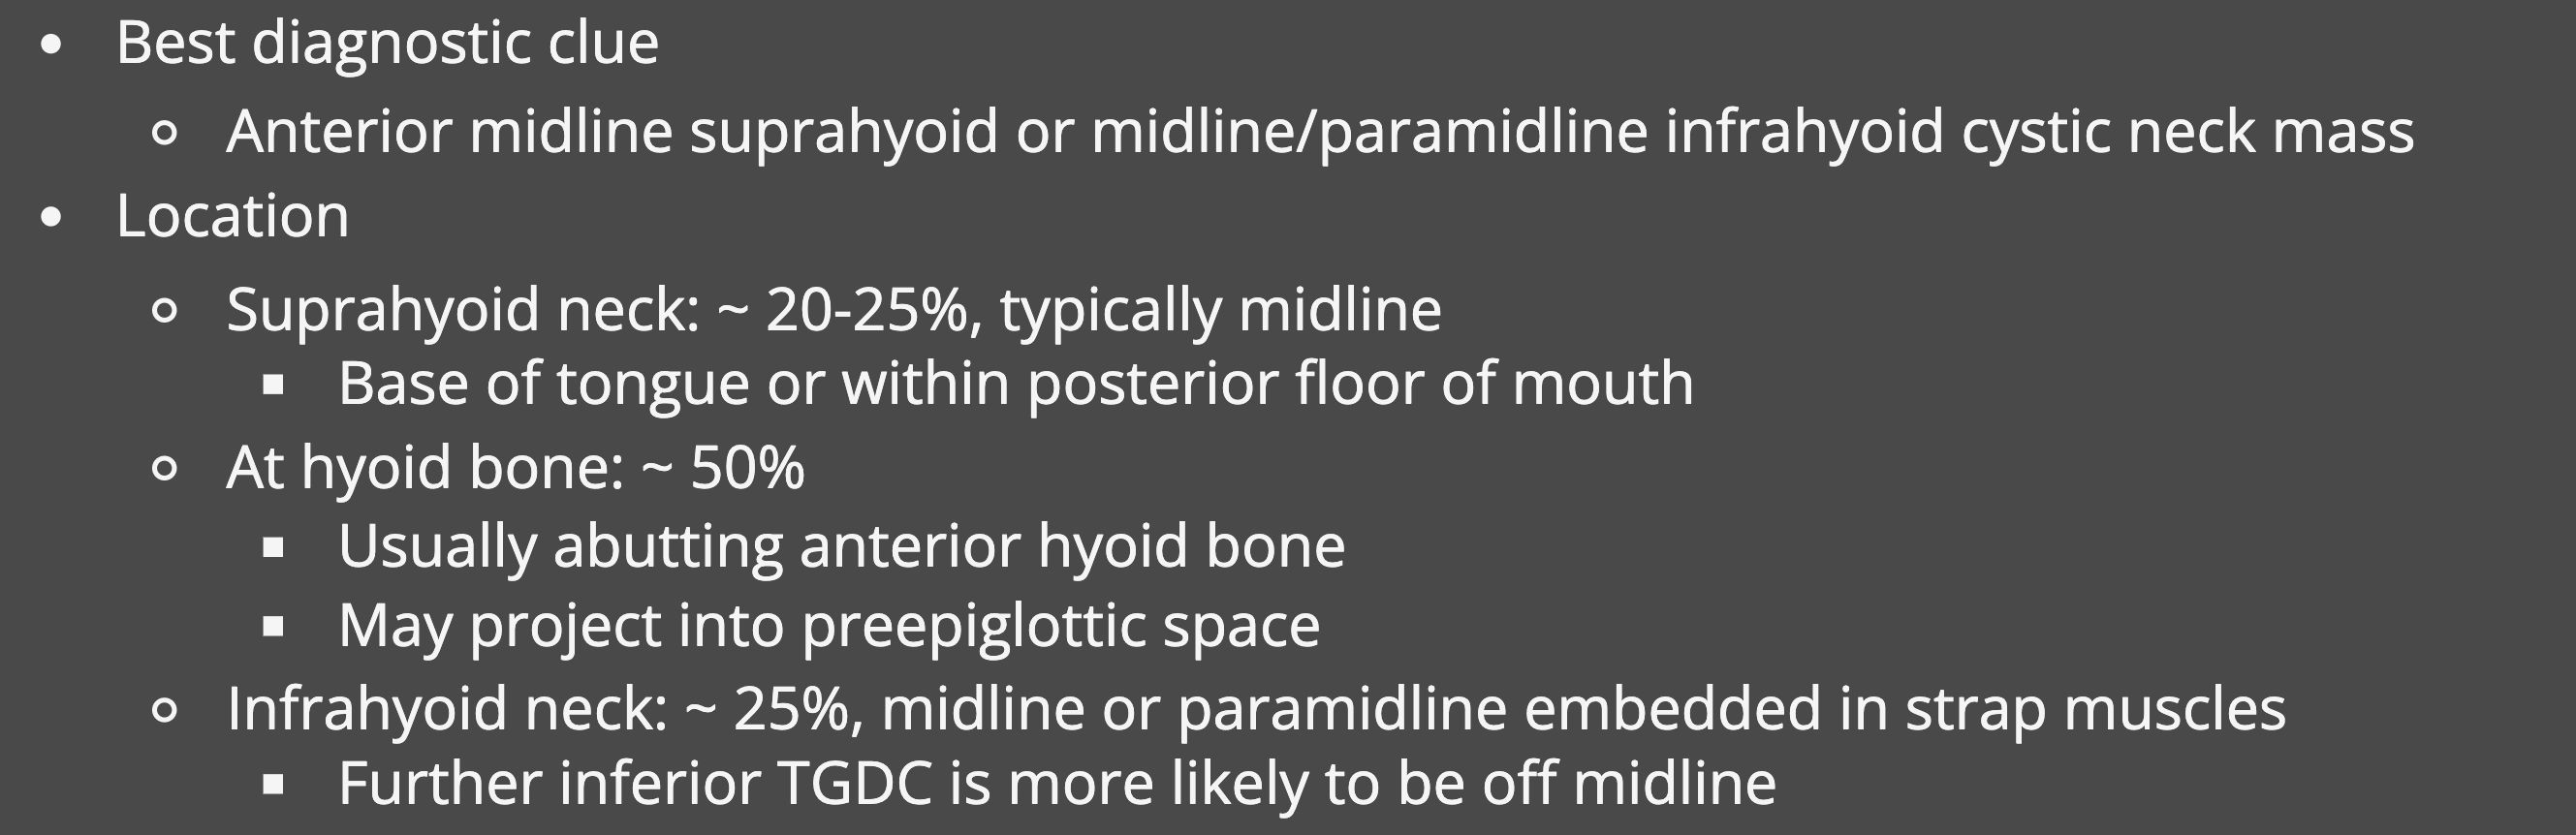 • Best diagnostic clue
○ Anterior midline suprahyoid or midline/paramidline infrahyoid cystic neck mass
• Location
○ Suprahyoid neck: ~ 20-25%, typically midline
▪ Base of tongue or within posterior floor of mouth
○ At hyoid bone: ~ 50%
▪ Usually abutting anterior hyoid bone
▪ May project into preepiglottic space
○ Infrahyoid neck: ~ 25%, midline or paramidline embedded in strap muscles
▪ Further inferior TGDC is more likely to be off midline